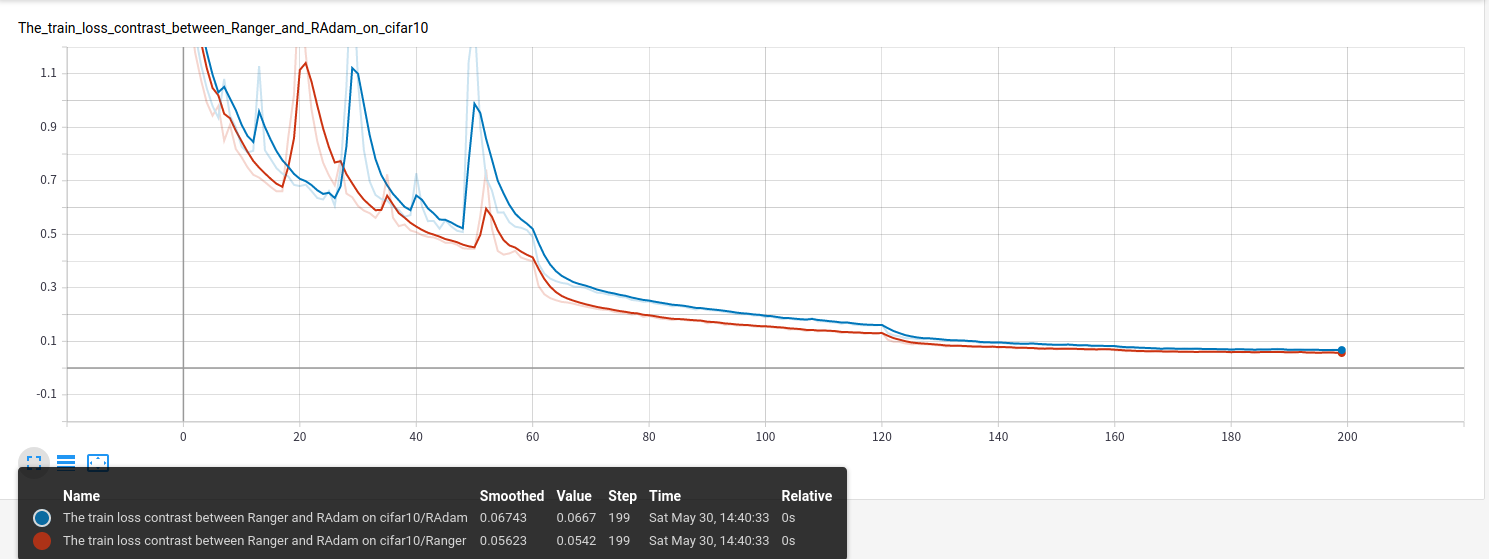 The_train_loss_contrast_between_Ranger_and_RAdam_on_cifar10
1.1
0.9
0.7
0.5
0.3
0.1
-0.1
0 20 40 60 80 100 120 140 160 180 200
Name Smoothed Value Step Time Relative
The train loss contrast between Ranger and RAdam on cifar10/RAdam 0.06743 0.0667 199 Sat May 30, 14:40:33 0s
The train loss contrast between Ranger and RAdam on cifar10/Ranger 0.05623 0.0542 199 Sat May 30, 14:40:33 0s